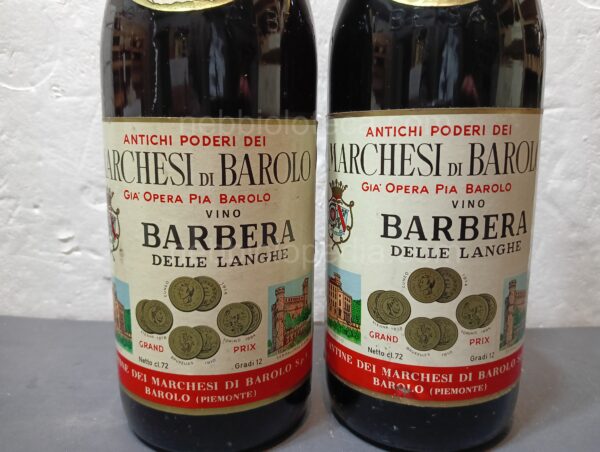 ANTICHI PODERI DEI
MARCHESI DI BAROLO
GIA' OPERA PIA BAROLO
VINO
BARBERA
DELLE LANGHE
GRAND PRIX
Netto cl. 72 Gradi 12
CANTINE DEI MARCHESI DI BAROLO S.p.
BAROLO (PIEMONTE)
ANTICHI PODERI DEI
MARCHESI DI BAROLO
GIA' OPERA PIA BAROLO
VINO
BARBERA
DELLE LANGHE
GRAND PRIX
Netto cl. 72 Gradi 12
CANTINE DEI MARCHESI DI BAROLO
BAROLO (PIEMONTE)